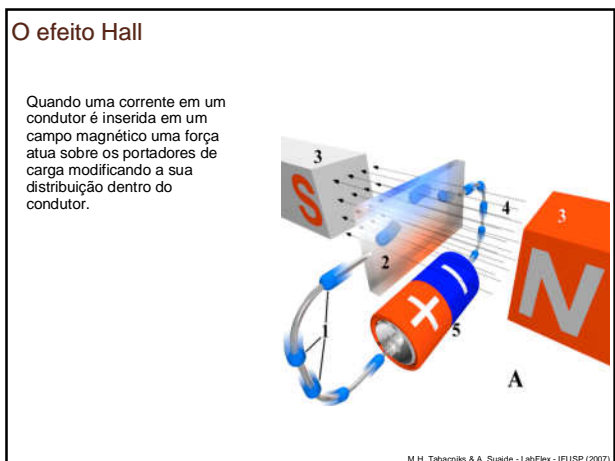 O efeito Hall
Quando uma corrente em um
condutor é inserida em um
campo magnético uma força
atua sobre os portadores de
carga modificando a sua
distribuição dentro do
condutor.
3
S
4
3
2
N
+
−
5
1
A
M.H. Tabacniks & A. Suaide - LabFlex - IFUSP (2007)